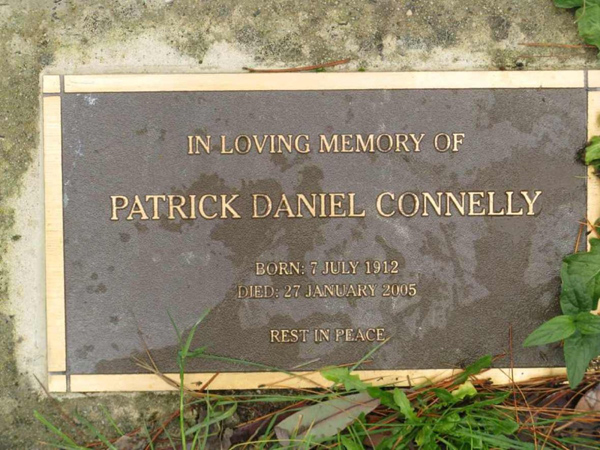 IN LOVING MEMORY OF
PATRICK DANIEL CONNELLY
BORN: 7 JULY 1912
DIED: 27 JANUARY 2005
REST IN PEACE